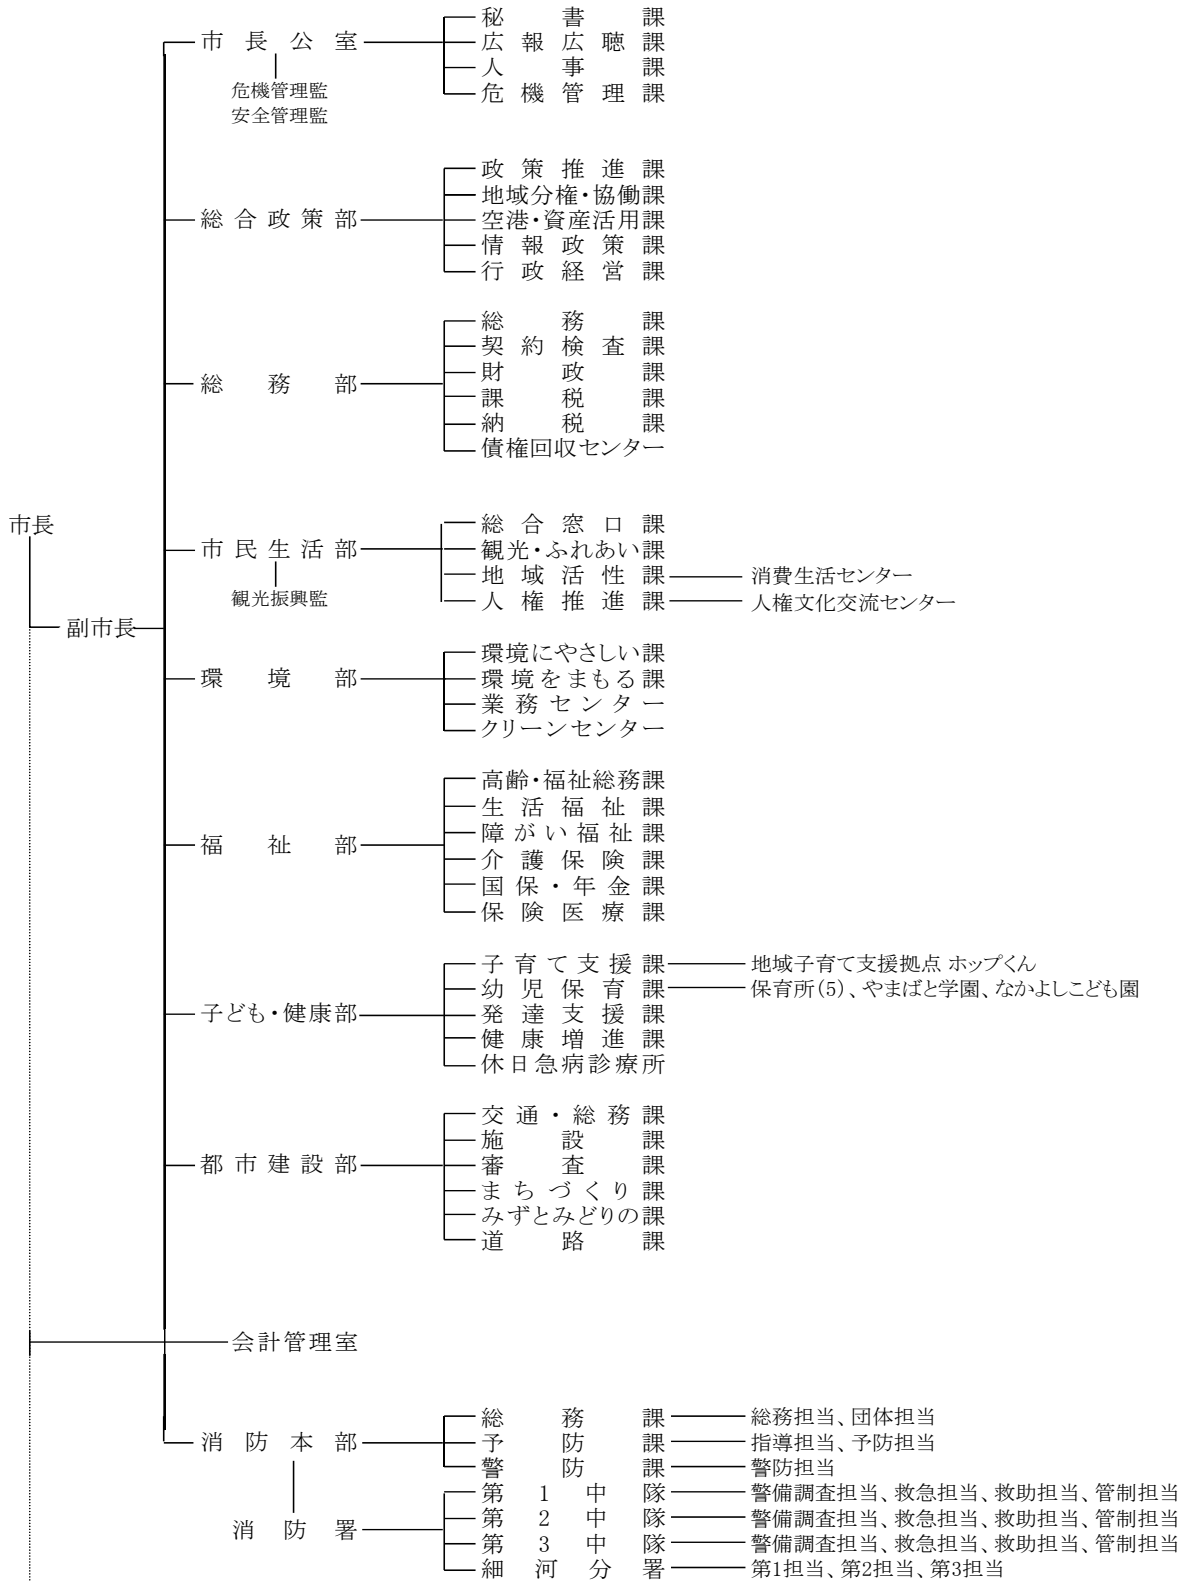 秘書課
市長公室 広報広聴課
人事課
危機管理監 危機管理課
安全管理監
政策推進課
地域分権・協働課
総合政策部 空港・資産活用課
情報政策課
行政経営課
総務課
契約検査課
総務部 財政課
課税課
納税課
債権回収センター
市長
総合窓口課
市民生活部 観光・ふれあい課
地域活性課 消費生活センター
観光振興監 人権推進課 人権文化交流センター
副市長
環境にやさしい課
環境部 環境をまもる課
業務センター
クリーンセンター
高齢・福祉総務課
生活福祉課
障がい福祉課
福祉部 介護保険課
国保・年金課
保険医療課
子育て支援課 地域子育て支援拠点 ホップくん
幼児保育課 保育所(5)、やまばと学園、なかよしこども園
子ども・健康部 発達支援課
健康増進課
休日急病診療所
交通・総務課
施設課
都市建設部 審査課
まちづくり課
みずとみどりの課
道路課
会計管理室
総務課 総務担当、団体担当
消防本部 予防課 指導担当、予防担当
警防課 警防担当
第1中隊 警備調査担当、救急担当、救助担当、管制担当
消防署 第2中隊 警備調査担当、救急担当、救助担当、管制担当
第3中隊 警備調査担当、救急担当、救助担当、管制担当
細河分署 第1担当、第2担当、第3担当